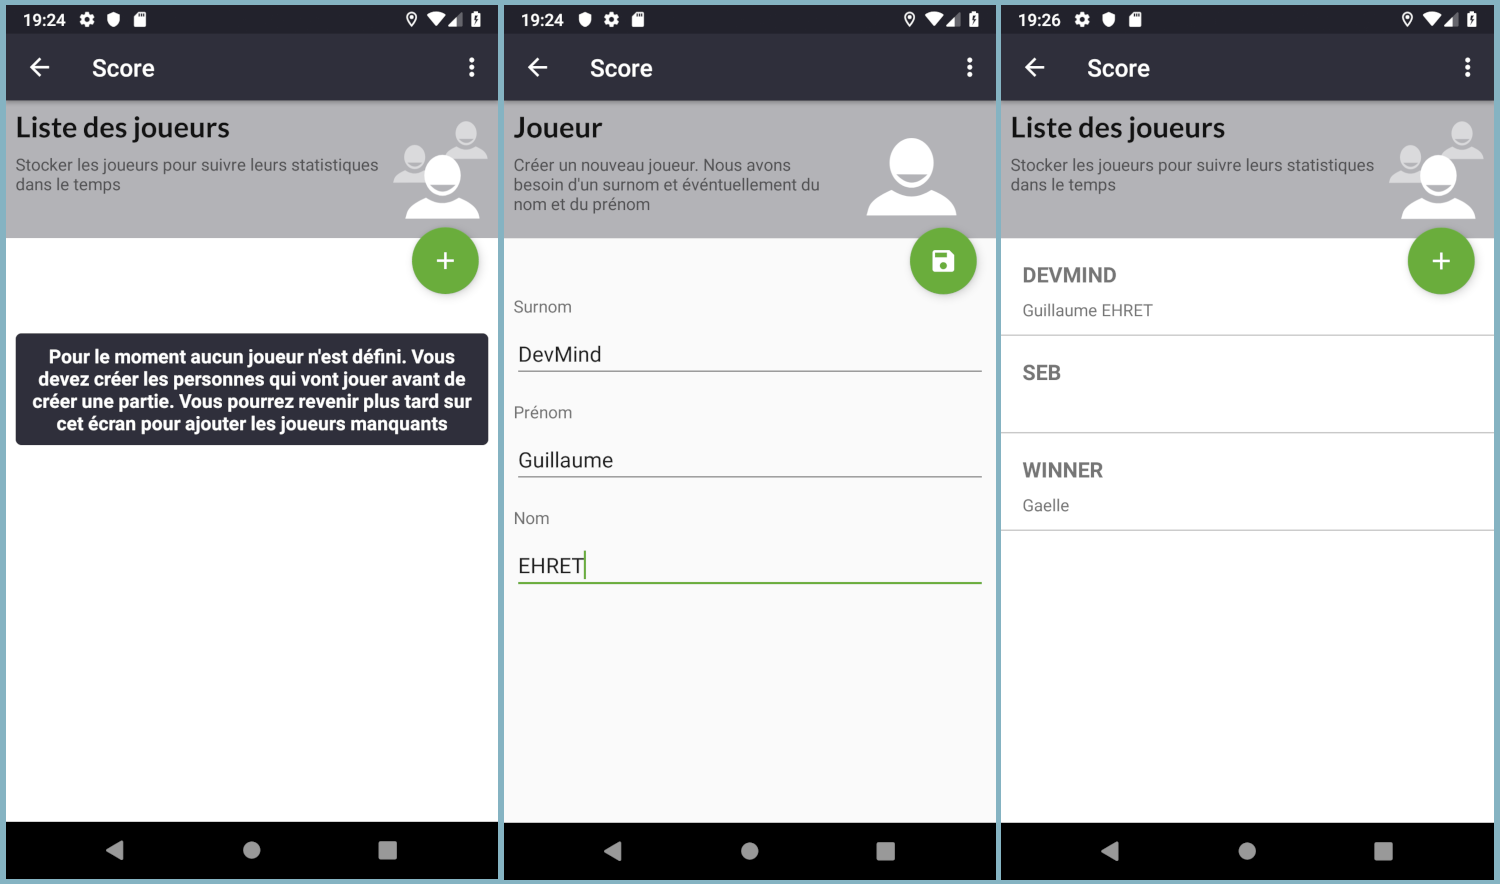 19:24
Score
Liste des joueurs
Stocker les joueurs pour suivre leurs statistiques
dans le temps
Pour le moment aucun joueur n'est défini. Vous
devez créer les personnes qui vont jouer avant de
créer une partie. Vous pourrez revenir plus tard sur
cet écran pour ajouter les joueurs manquants
19:24
Score
Joueur
Créer un nouveau joueur. Nous avons
besoin d'un surnom et événtuellement du
nom et du prénom
Surnom
DevMind
Prénom
Guillaume
Nom
EHRET
19:26
Score
Liste des joueurs
Stocker les joueurs pour suivre leurs statistiques
dans le temps
DEVMIND
Guillaume EHRET
SEB
WINNER
Gaelle